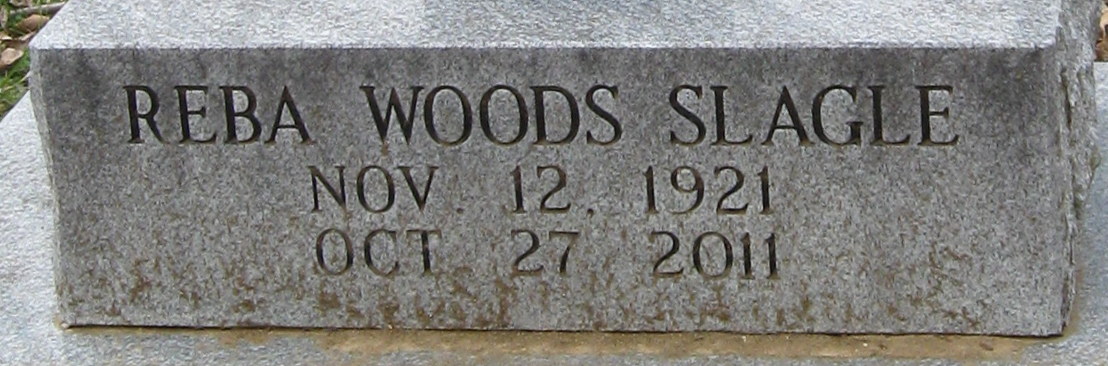 REBA WOODS SLAGLE
NOV. 12, 1921
OCT 27 2011